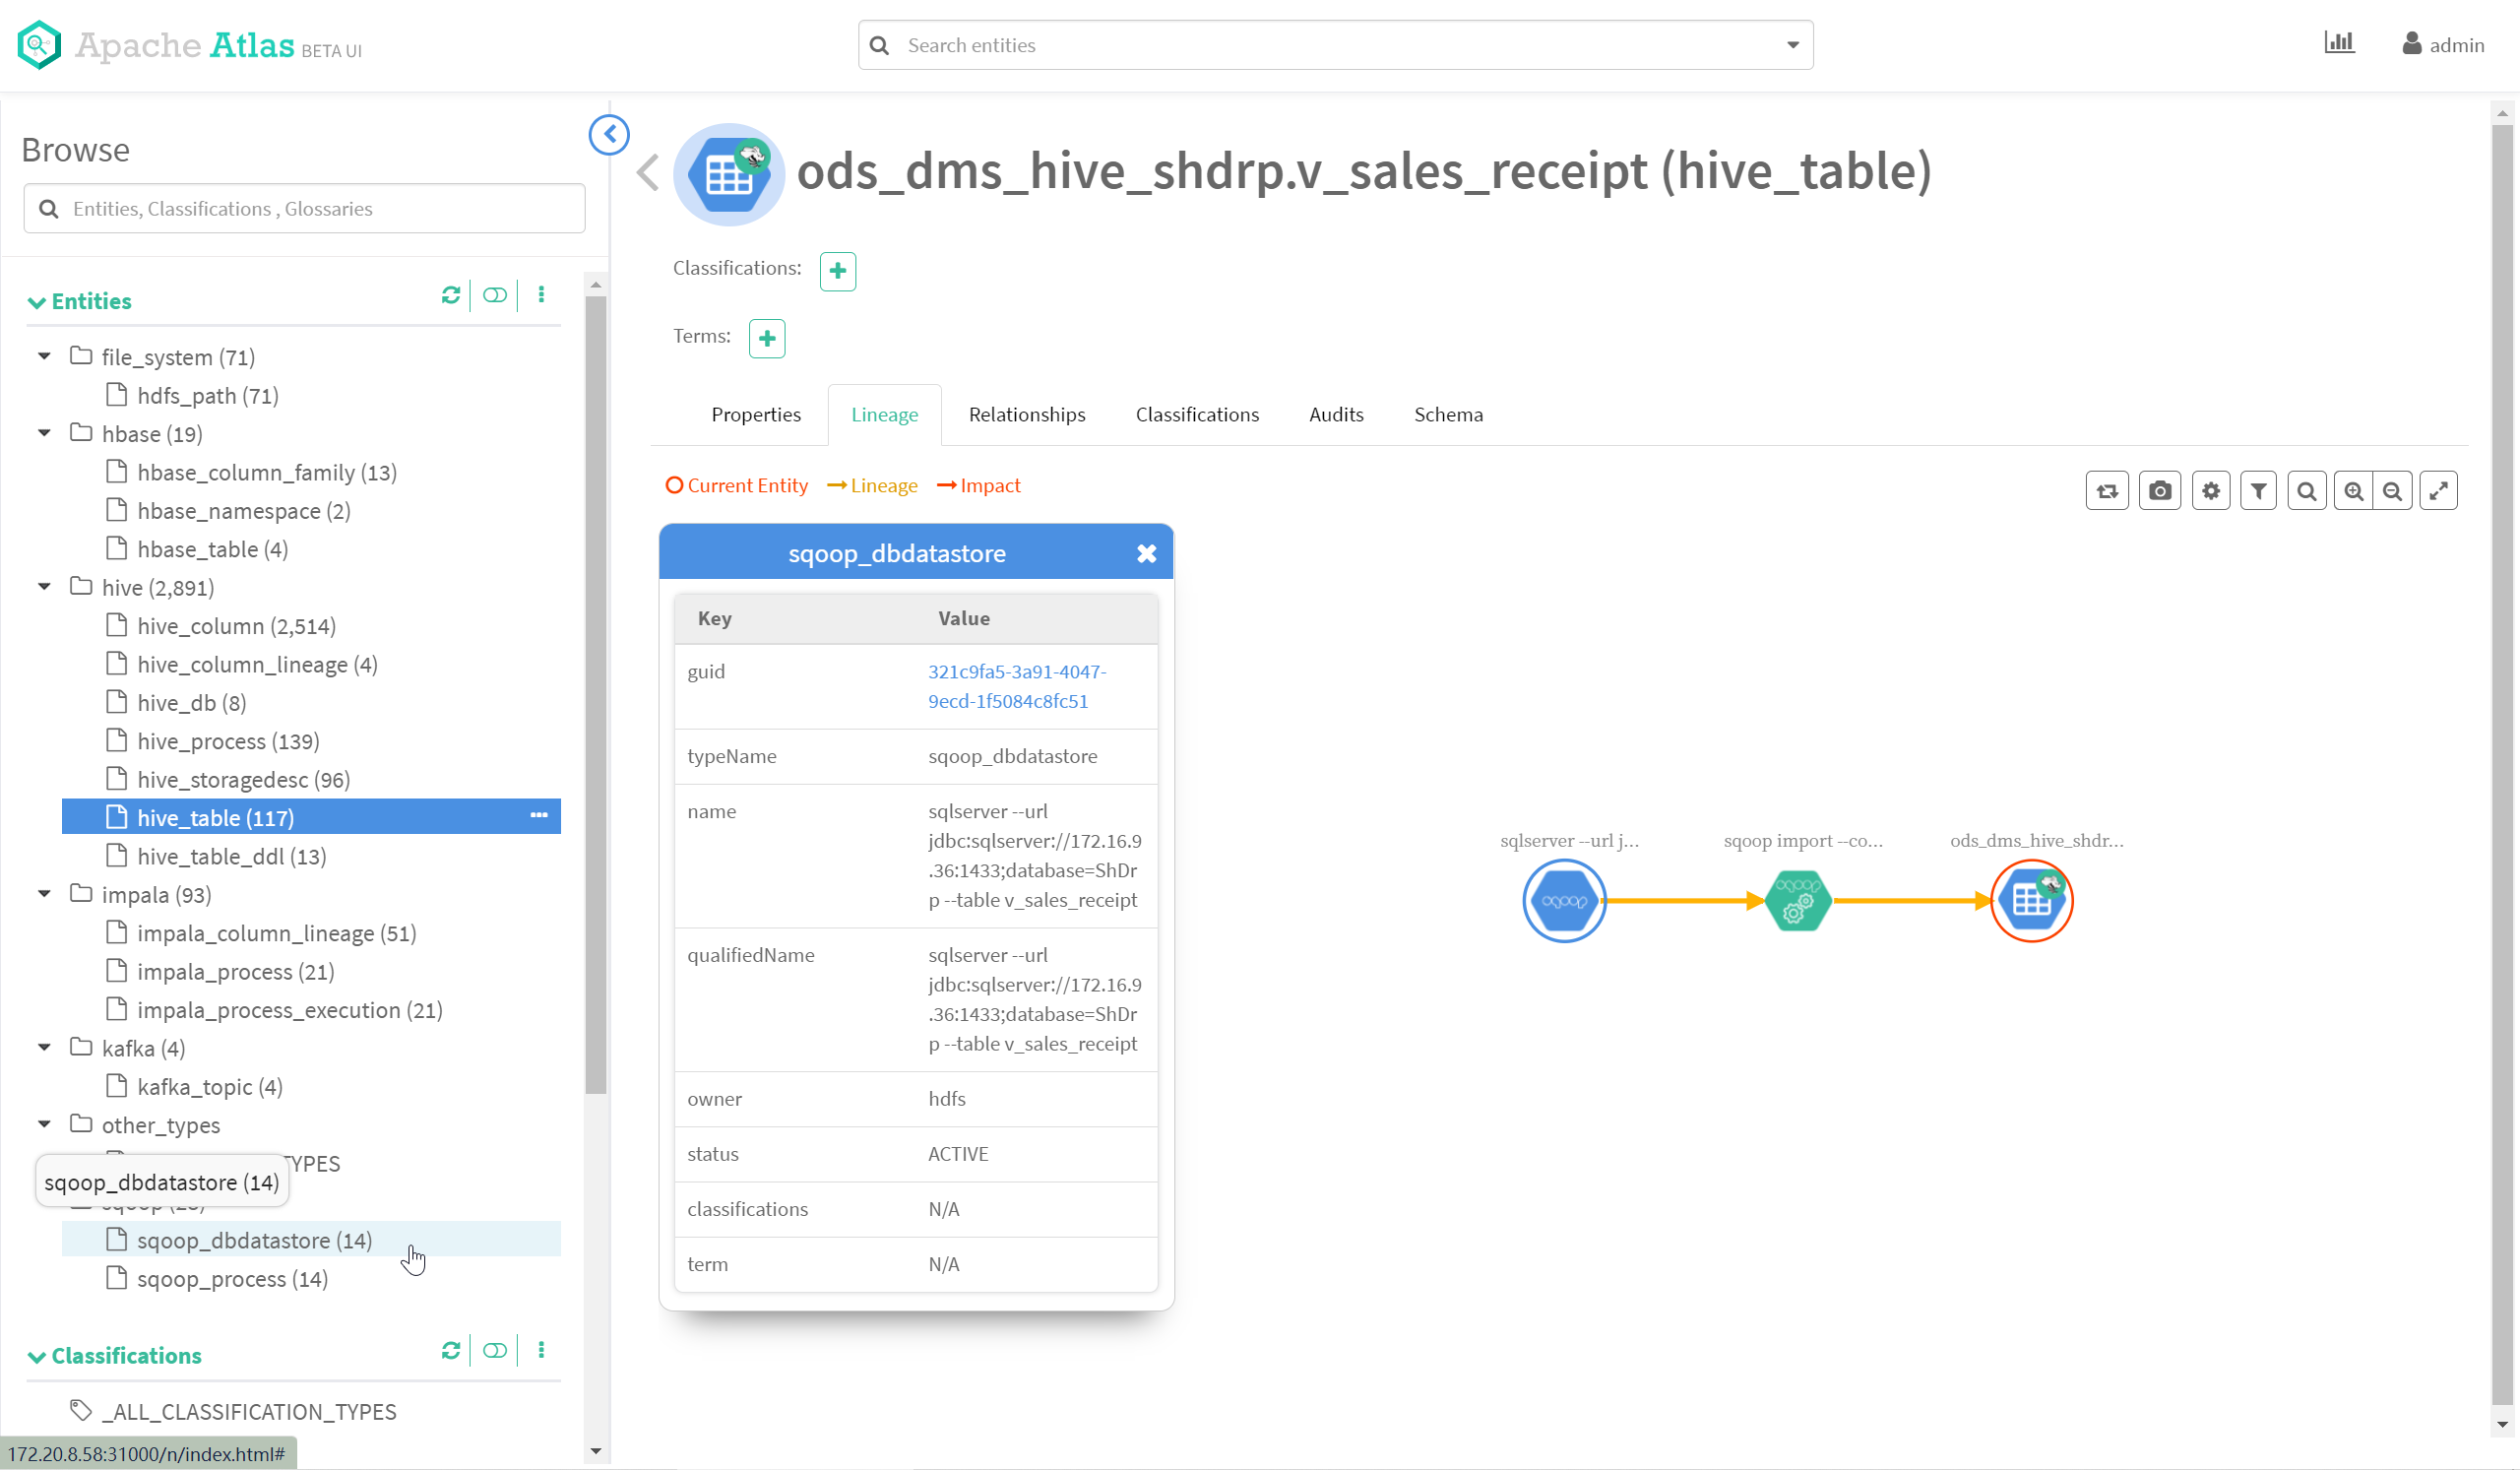 Apache Atlas BETA UI
Search entities
admin
Browse
Entities, Classifications , Glossaries
Entities
file_system (71)
hdfs_path (71)
hbase (19)
hbase_column_family (13)
hbase_namespace (2)
hbase_table (4)
hive (2,891)
hive_column (2,514)
hive_column_lineage (4)
hive_db (8)
hive_process (139)
hive_storagedesc (96)
hive_table (117)
hive_table_ddl (13)
impala (93)
impala_column_lineage (51)
impala_process (21)
impala_process_execution (21)
kafka (4)
kafka_topic (4)
other_types
TYPES
sqoop_dbdatastore (14)
sqoop_dbdatastore (14)
sqoop_process (14)
Classifications
_ALL_CLASSIFICATION_TYPES
172.20.8.58:31000/n/index.html#
ods_dms_hive_shdrp.v_sales_receipt (hive_table)
Classifications:
Terms:
Properties Lineage Relationships Classifications Audits Schema
Current Entity Lineage Impact
sqoop_dbdatastore
Key Value
guid 321c9fa5-3a91-4047-
9ecd-1f5084c8fc51
typeName sqoop_dbdatastore
name sqlserver --url
jdbc:sqlserver://172.16.9
.36:1433;database=ShDr
p --table v_sales_receipt
qualifiedName sqlserver --url
jdbc:sqlserver://172.16.9
.36:1433;database=ShDr
p --table v_sales_receipt
owner hdfs
status ACTIVE
classifications N/A
term N/A
sqlserver --url j... sqoop import --co... ods_dms_hive_shdr...
sqoop sqoop